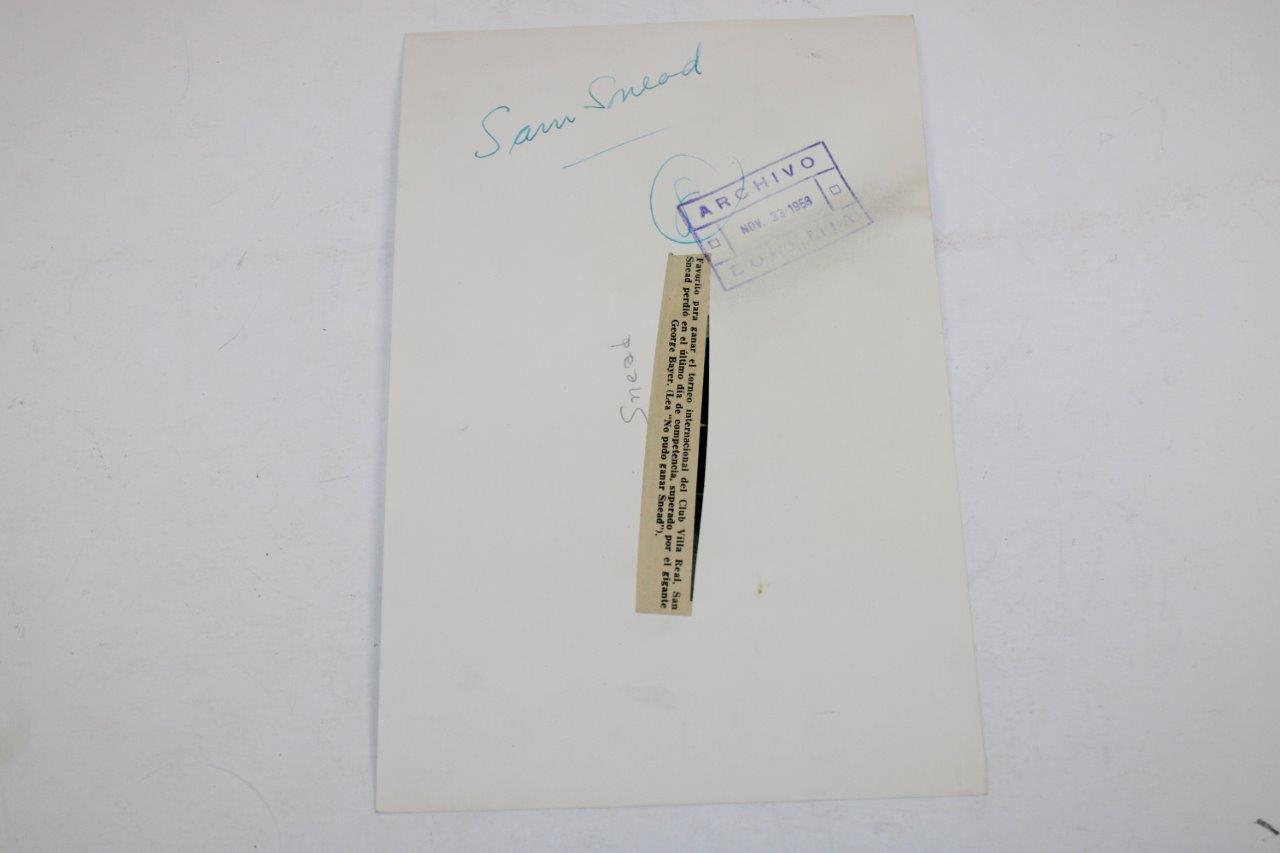 Sam Snead
ARCHIVO
NOV. 23 1958
Favorito para ganar el torneo internacional del Club Villa Real, San
Snead perdió en el último día de competencia, superado por el gigante
George Bayer. (Lea "No pudo ganar Snead").
Snead